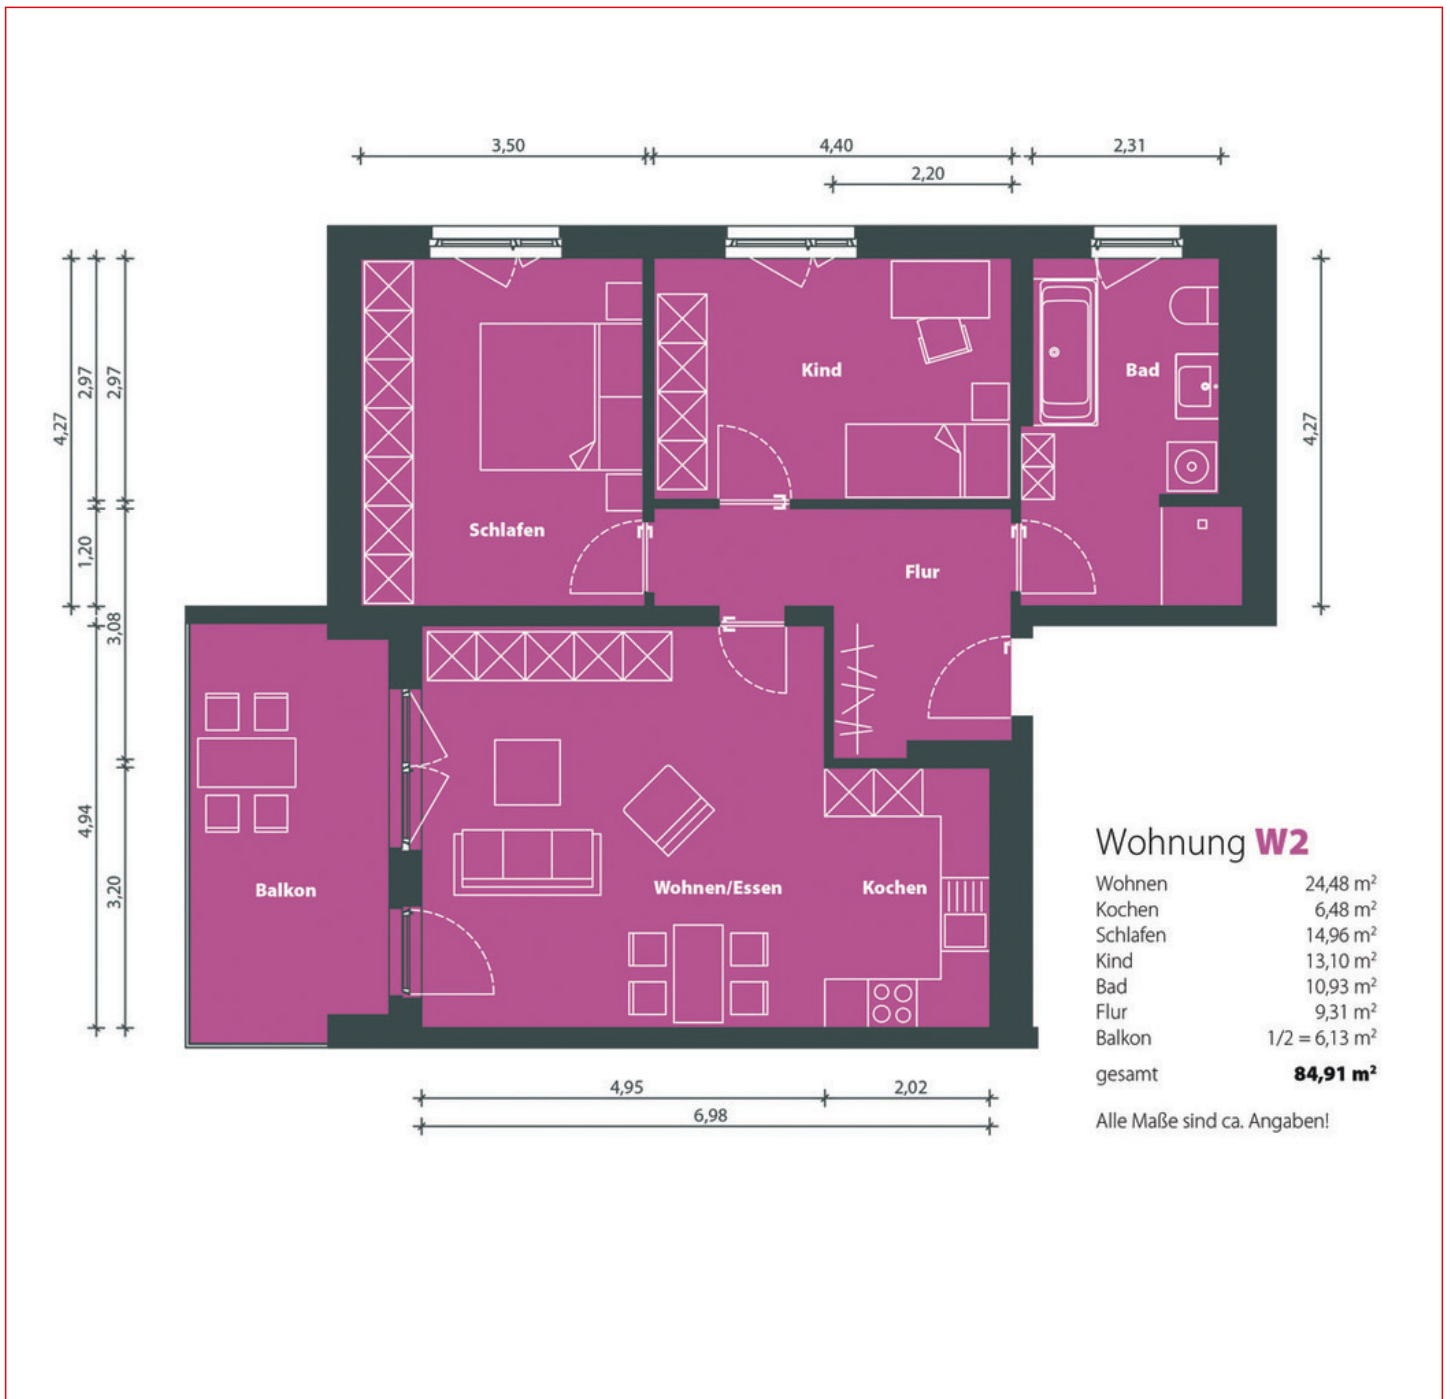 3,50
4,40
2,31
2,20
4,27
2,97
2,97
4,27
1,20
3,08
4,94
3,20
Kind
Bad
Schlafen
Flur
Balkon
Wohnen/Essen
Kochen
4,95
2,02
6,98
Wohnung W2
Wohnen 24,48 m²
Kochen 6,48 m²
Schlafen 14,96 m²
Kind 13,10 m²
Bad 10,93 m²
Flur 9,31 m²
Balkon 1/2 = 6,13 m²
gesamt 84,91 m²
Alle Maße sind ca. Angaben!